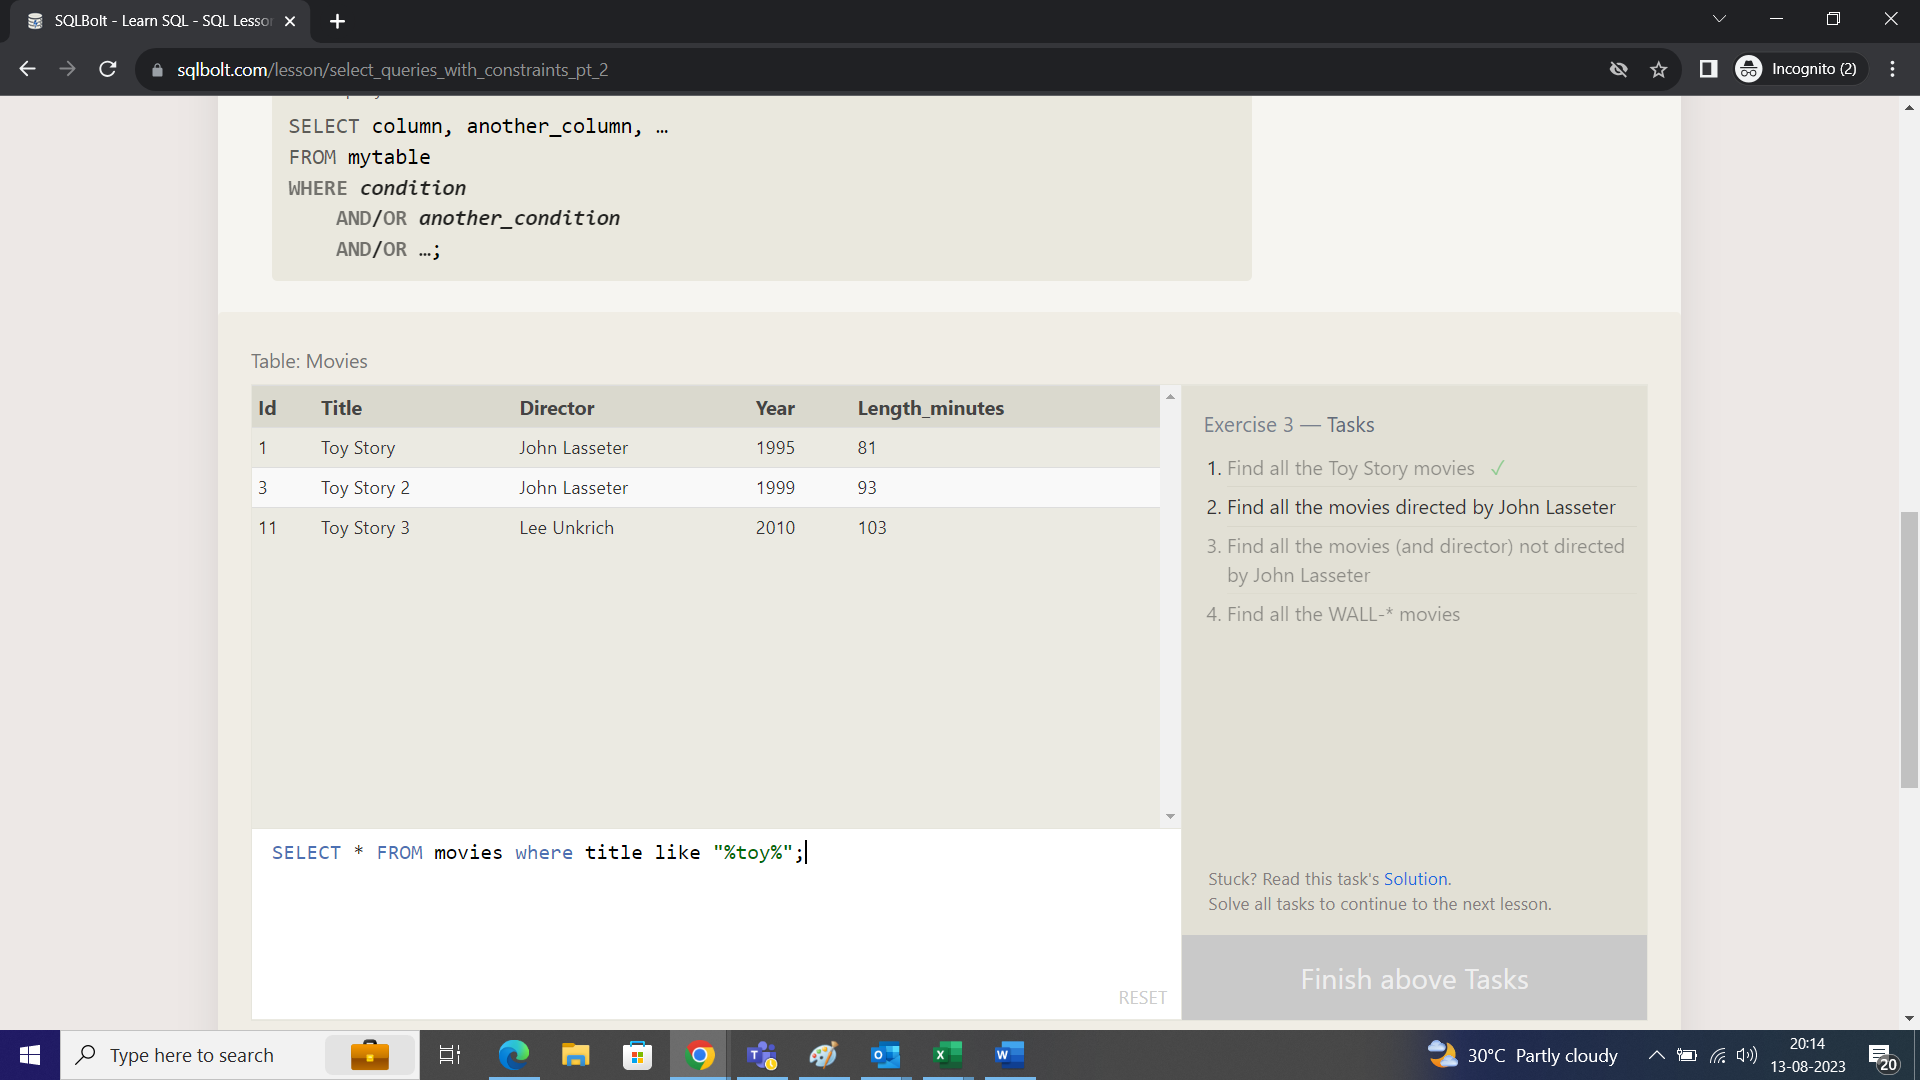 SQLBolt - Learn SQL - SQL Lesso
sqlbolt.com/lesson/select_queries_with_constraints_pt_2
Incognito (2)
SELECT column, another_column, …
FROM mytable
WHERE condition
AND/OR another_condition
AND/OR …;
Table: Movies
Id Title Director Year Length_minutes
1 Toy Story John Lasseter 1995 81
3 Toy Story 2 John Lasseter 1999 93
11 Toy Story 3 Lee Unkrich 2010 103
SELECT * FROM movies where title like "%toy%";
RESET
Exercise 3 — Tasks
1. Find all the Toy Story movies ✓
2. Find all the movies directed by John Lasseter
3. Find all the movies (and director) not directed
by John Lasseter
4. Find all the WALL-* movies
Stuck? Read this task's Solution.
Solve all tasks to continue to the next lesson.
Finish above Tasks
Type here to search
30°C Partly cloudy
20:14
13-08-2023
20